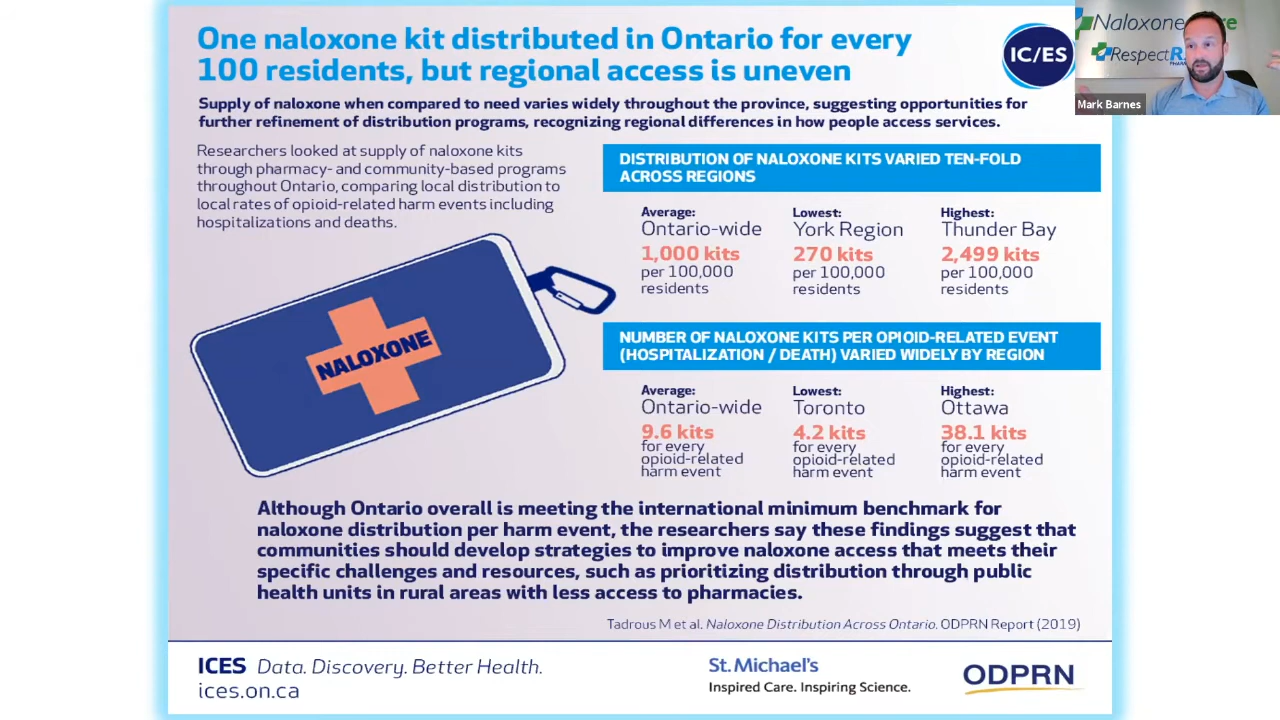 One naloxone kit distributed in Ontario for every
100 residents, but regional access is uneven
IC/ES
Supply of naloxone when compared to need varies widely throughout the province, suggesting opportunities for
further refinement of distribution programs, recognizing regional differences in how people access services.
Researchers looked at supply of naloxone kits
through pharmacy- and community-based programs
throughout Ontario, comparing local distribution to
local rates of opioid-related harm events including
hospitalizations and deaths.
NALOXONE
DISTRIBUTION OF NALOXONE KITS VARIED TEN-FOLD
ACROSS REGIONS
Average:
Ontario-wide
1,000 kits
per 100,000
residents
Lowest:
York Region
270 kits
per 100,000
residents
Highest:
Thunder Bay
2,499 kits
per 100,000
residents
NUMBER OF NALOXONE KITS PER OPIOID-RELATED EVENT
(HOSPITALIZATION / DEATH) VARIED WIDELY BY REGION
Average:
Ontario-wide
9.6 kits
for every
opioid-related
harm event
Lowest:
Toronto
4.2 kits
for every
opioid-related
harm event
Highest:
Ottawa
38.1 kits
for every
opioid-related
harm event
Although Ontario overall is meeting the international minimum benchmark for
naloxone distribution per harm event, the researchers say these findings suggest that
communities should develop strategies to improve naloxone access that meets their
specific challenges and resources, such as prioritizing distribution through public
health units in rural areas with less access to pharmacies.
Tadrous M et al. Naloxone Distribution Across Ontario. ODPRN Report (2019)
ICES Data. Discovery. Better Health.
ices.on.ca
St. Michael's
Inspired Care. Inspiring Science.
ODPRN
Naloxone
Respect
Mark Barnes